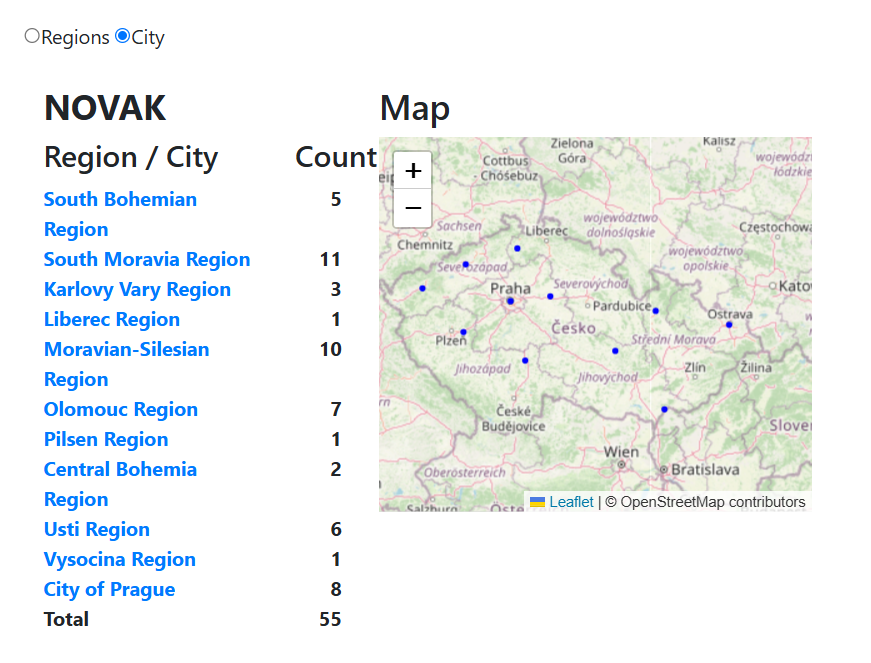 Regions City
NOVAK
Region / City Count
South Bohemian Region 5
South Moravia Region 11
Karlovy Vary Region 3
Liberec Region 1
Moravian-Silesian Region 10
Olomouc Region 7
Pilsen Region 1
Central Bohemia Region 2
Usti Region 6
Vysocina Region 1
City of Prague 8
Total 55
Map
+
−
Zielona
Góra
Kalisz
Cottbus
- Chóśebuz
województwo
dolnośląskie
Częstochowa
województwo
opolskie
Sachsen
Chemnitz
Liberec
Severozápad
Praha
Severovýchod
Pardubice
Česko
Ostrava
Střední Morava
Plzeň
Jihozápad
Jihovýchod
Zlín
Žilina
České
Budějovice
Wien
Bratislava
Oberösterreich
Salzburg
Leaflet | © OpenStreetMap contributors